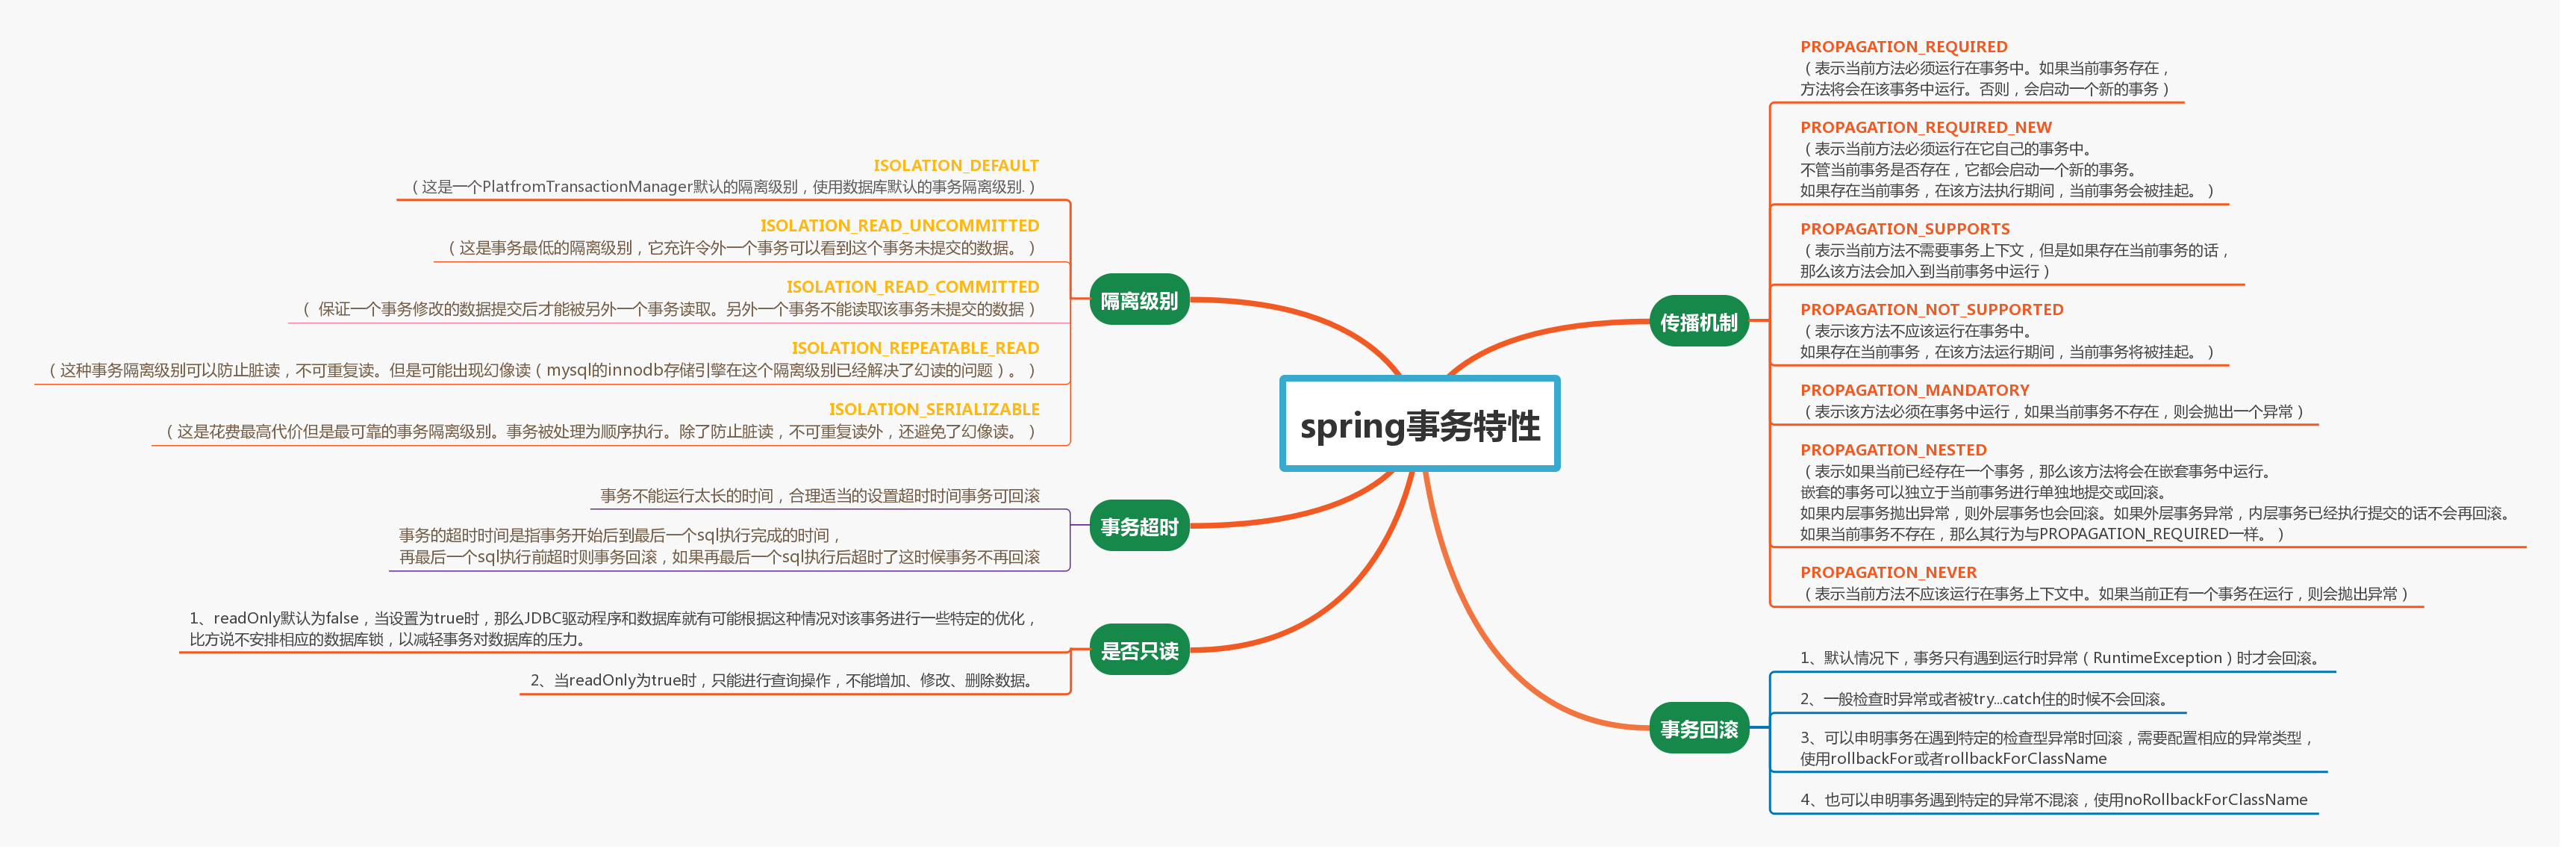 spring事务特性
隔离级别
ISOLATION_DEFAULT
（这是一个PlatfromTransactionManager默认的隔离级别，使用数据库默认的事务隔离级别.）
ISOLATION_READ_UNCOMMITTED
（这是事务最低的隔离级别，它充许令外一个事务可以看到这个事务未提交的数据。）
ISOLATION_READ_COMMITTED
（ 保证一个事务修改的数据提交后才能被另外一个事务读取。另外一个事务不能读取该事务未提交的数据）
ISOLATION_REPEATABLE_READ
（这种事务隔离级别可以防止脏读，不可重复读。但是可能出现幻像读（mysql的innodb存储引擎在这个隔离级别已经解决了幻读的问题）。）
ISOLATION_SERIALIZABLE
（这是花费最高代价但是最可靠的事务隔离级别。事务被处理为顺序执行。除了防止脏读，不可重复读外，还避免了幻像读。）
事务超时
事务不能运行太长的时间，合理适当的设置超时时间事务可回滚
事务的超时时间是指事务开始后到最后一个sql执行完成的时间，
再最后一个sql执行前超时则事务回滚，如果再最后一个sql执行后超时了这时候事务不再回滚
是否只读
1、readOnly默认为false，当设置为true时，那么JDBC驱动程序和数据库就有可能根据这种情况对该事务进行一些特定的优化，
比方说不安排相应的数据库锁，以减轻事务对数据库的压力。
2、当readOnly为true时，只能进行查询操作，不能增加、修改、删除数据。
传播机制
PROPAGATION_REQUIRED
（表示当前方法必须运行在事务中。如果当前事务存在，
方法将会在该事务中运行。否则，会启动一个新的事务）
PROPAGATION_REQUIRED_NEW
（表示当前方法必须运行在它自己的事务中。
不管当前事务是否存在，它都会启动一个新的事务。
如果存在当前事务，在该方法执行期间，当前事务会被挂起。）
PROPAGATION_SUPPORTS
（表示当前方法不需要事务上下文，但是如果存在当前事务的话，
那么该方法会加入到当前事务中运行）
PROPAGATION_NOT_SUPPORTED
（表示该方法不应该运行在事务中。
如果存在当前事务，在该方法运行期间，当前事务将被挂起。）
PROPAGATION_MANDATORY
（表示该方法必须在事务中运行，如果当前事务不存在，则会抛出一个异常）
PROPAGATION_NESTED
（表示如果当前已经存在一个事务，那么该方法将会在嵌套事务中运行。
嵌套的事务可以独立于当前事务进行单独地提交或回滚。
如果内层事务抛出异常，则外层事务也会回滚。如果外层事务异常，内层事务已经执行提交的话不会再回滚。
如果当前事务不存在，那么其行为与PROPAGATION_REQUIRED一样。）
PROPAGATION_NEVER
（表示当前方法不应该运行在事务上下文中。如果当前正有一个事务在运行，则会抛出异常）
事务回滚
1、默认情况下，事务只有遇到运行时异常（RuntimeException）时才会回滚。
2、一般检查时异常或者被try...catch住的时候不会回滚。
3、可以申明事务在遇到特定的检查型异常时回滚，需要配置相应的异常类型，
使用rollbackFor或者rollbackForClassName
4、也可以申明事务遇到特定的异常不混滚，使用noRollbackForClassName